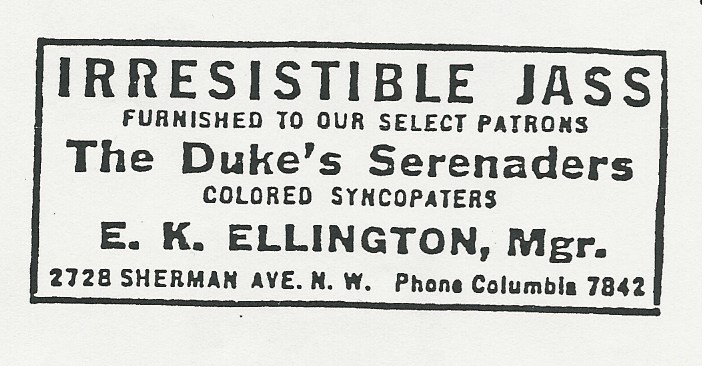 IRRESISTIBLE JASS
FURNISHED TO OUR SELECT PATRONS
The Duke's Serenaders
COLORED SYNCOPATERS
E. K. ELLINGTON, Mgr.
2728 SHERMAN AVE. N. W. Phone Columbia 7842